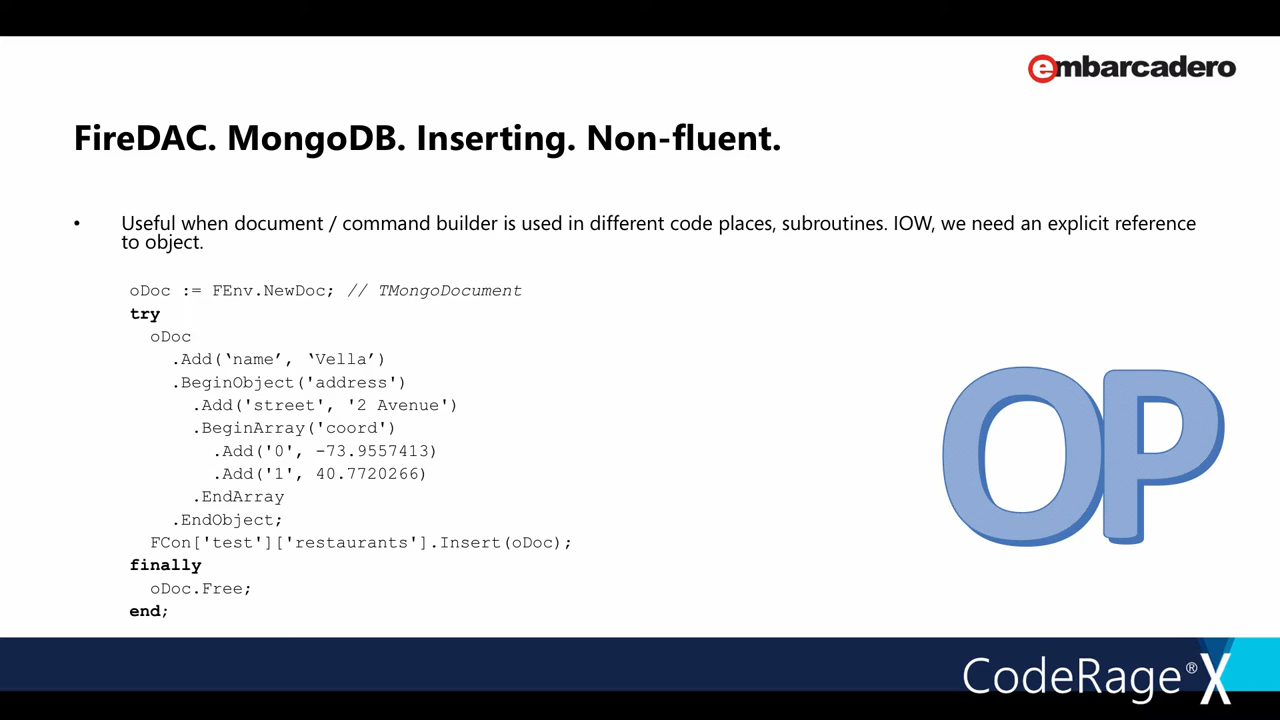 embarcadero
FireDAC. MongoDB. Inserting. Non-fluent.
• Useful when document / command builder is used in different code places, subroutines. IOW, we need an explicit reference
to object.
oDoc := FEnv.NewDoc; // TMongoDocument
try
oDoc
.Add(‘name’, ‘Vella’)
.BeginObject('address')
.Add('street', '2 Avenue')
.BeginArray('coord')
.Add('0', -73.9557413)
.Add('1', 40.7720266)
.EndArray
.EndObject;
FCon['test']['restaurants'].Insert(oDoc);
finally
oDoc.Free;
end;
OP
CodeRage® X